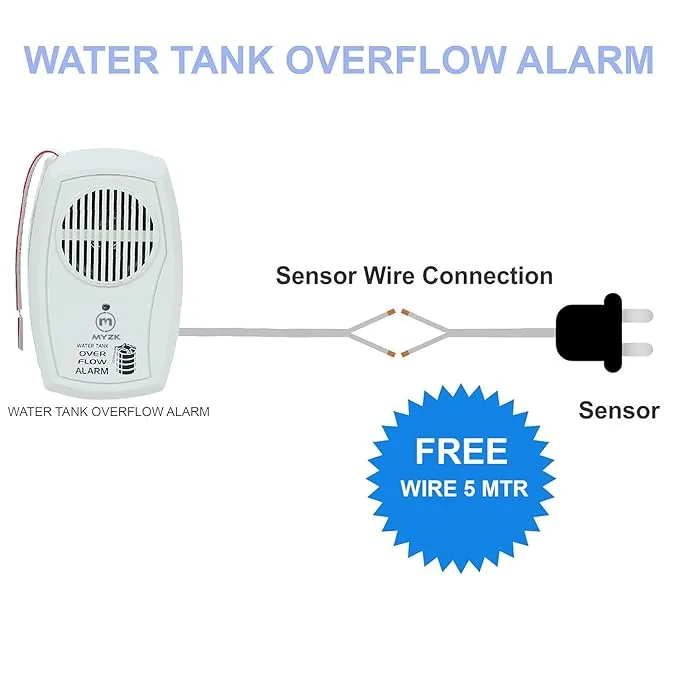 WATER TANK OVERFLOW ALARM
Sensor Wire Connection
m
MYZK
WATER TANK
OVER
FLOW
ALARM
WATER TANK OVERFLOW ALARM
Sensor
FREE
WIRE 5 MTR